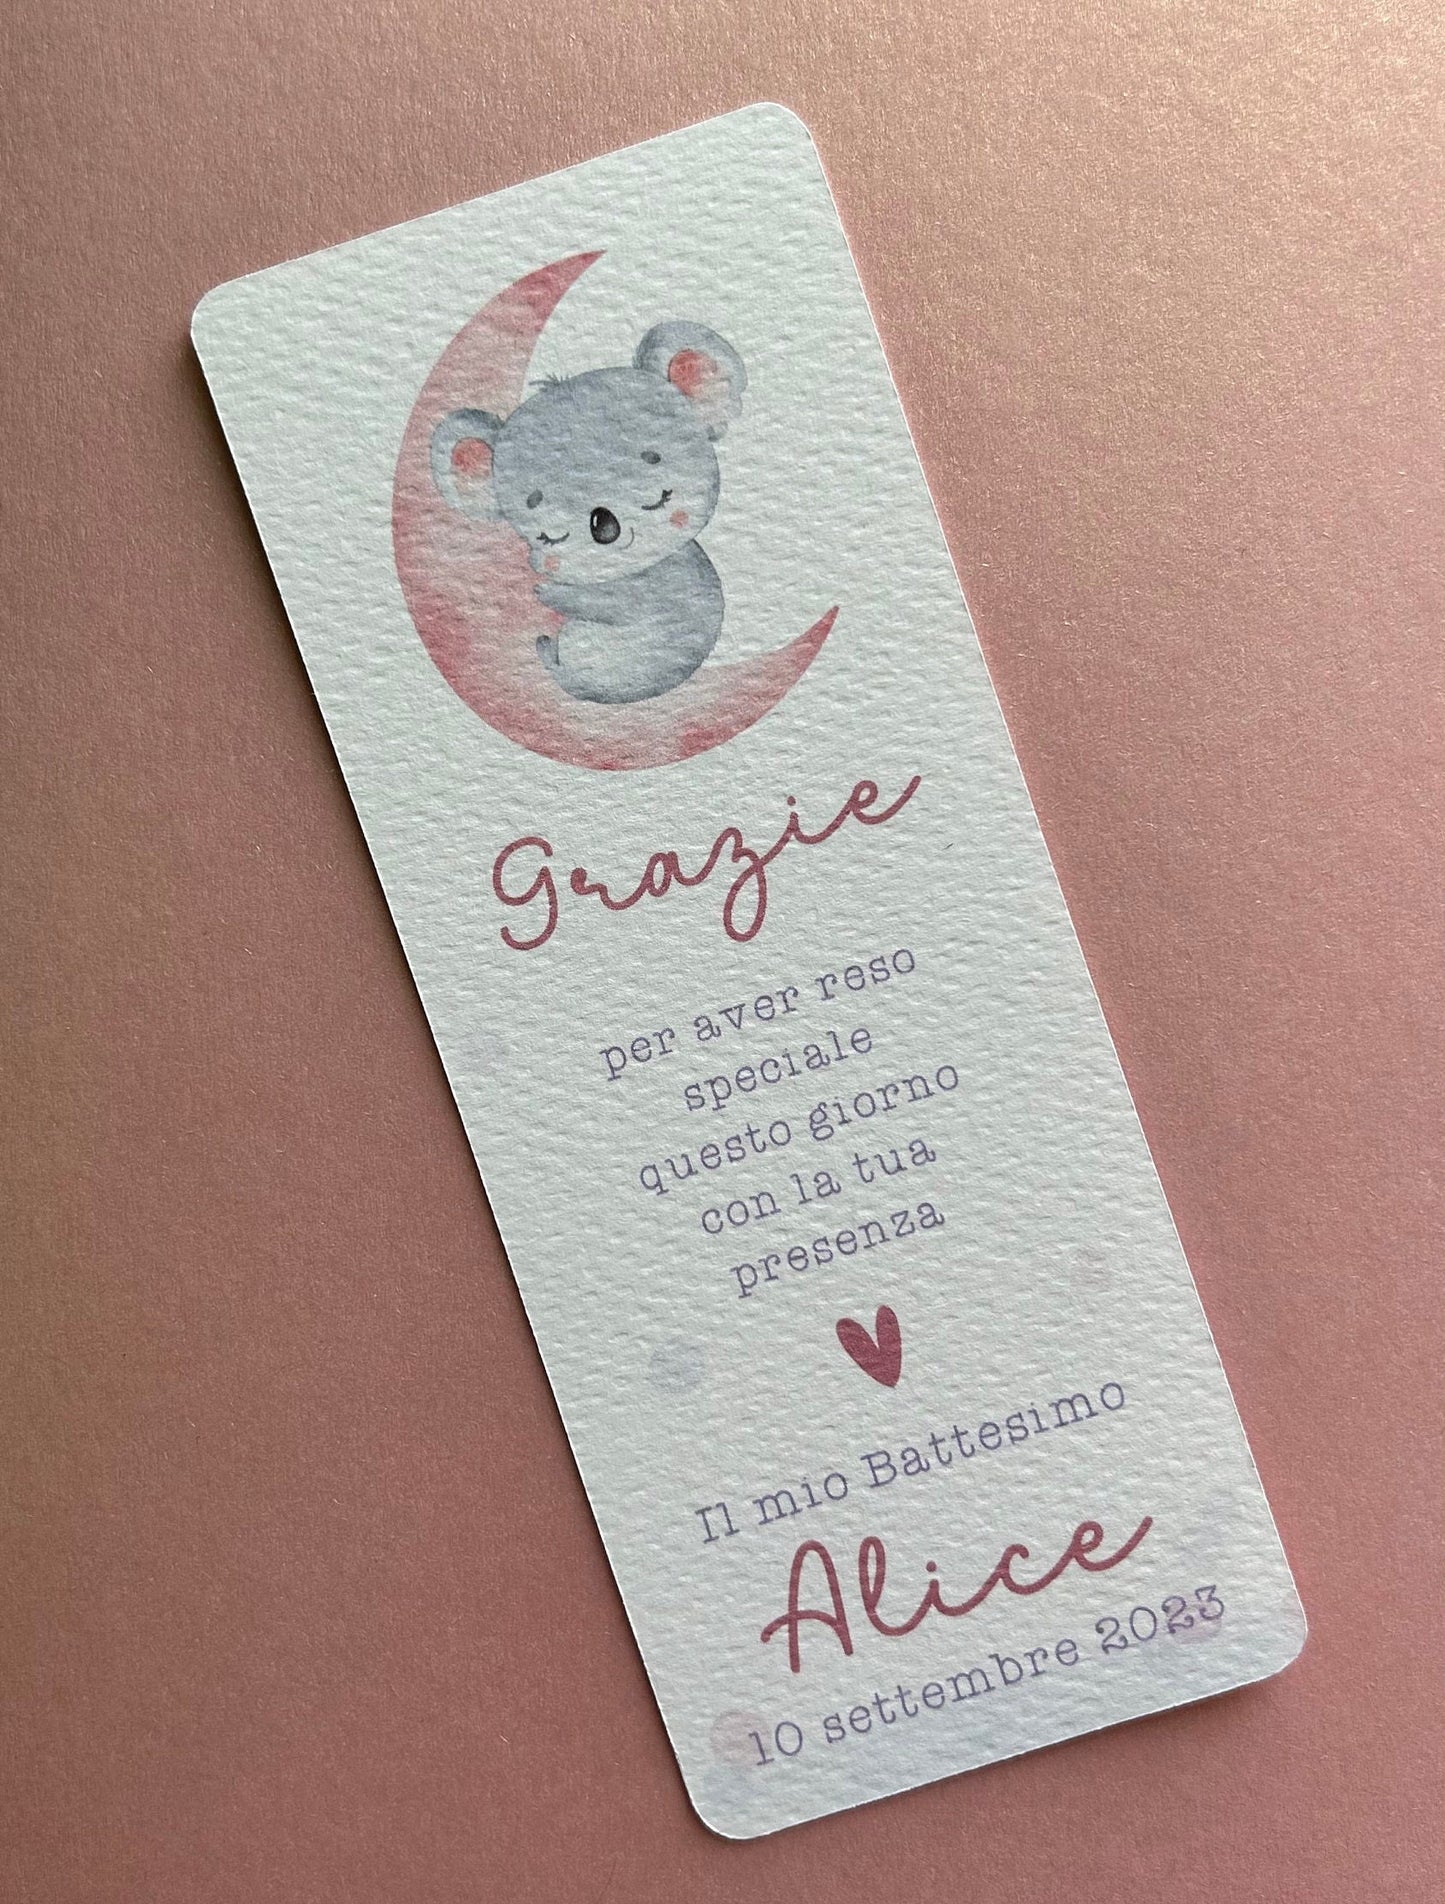 Grazie
per aver reso
speciale
questo giorno
con la tua
presenza
Il mio Battesimo
Alice
10 settembre 2023